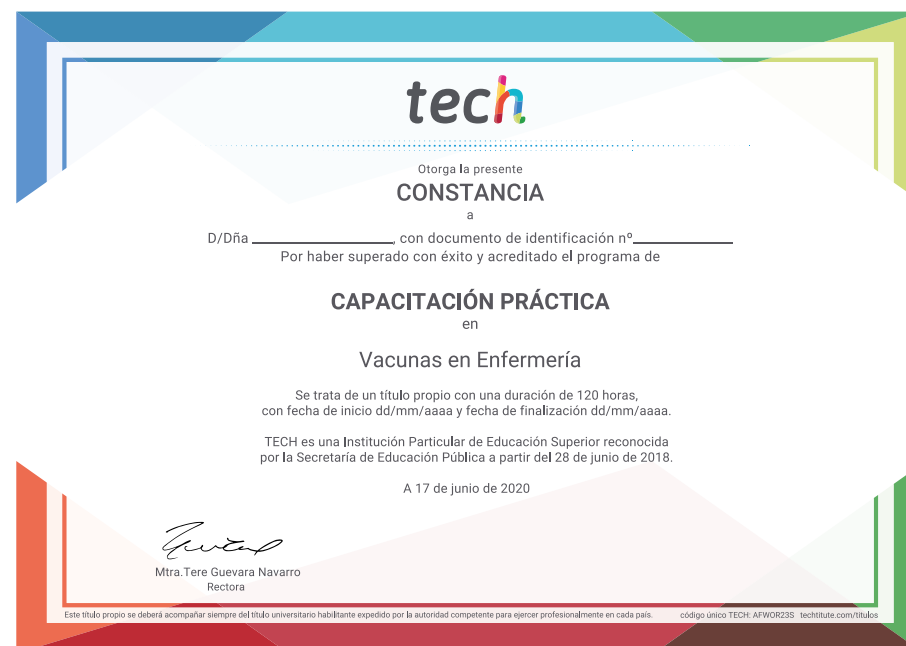 tech
Otorga la presente
CONSTANCIA
a
D/Dña ____________________, con documento de identificación nº______________
Por haber superado con éxito y acreditado el programa de
CAPACITACIÓN PRÁCTICA
en
Vacunas en Enfermería
Se trata de un título propio con una duración de 120 horas,
con fecha de inicio dd/mm/aaaa y fecha de finalización dd/mm/aaaa.
TECH es una Institución Particular de Educación Superior reconocida
por la Secretaría de Educación Pública a partir del 28 de junio de 2018.
A 17 de junio de 2020
Mtra.Tere Guevara Navarro
Rectora
Este título propio se deberá acompañar siempre del título universitario habilitante expedido por la autoridad competente para ejercer profesionalmente en cada país. código único TECH: AFWOR23S techtitute.com/titulos